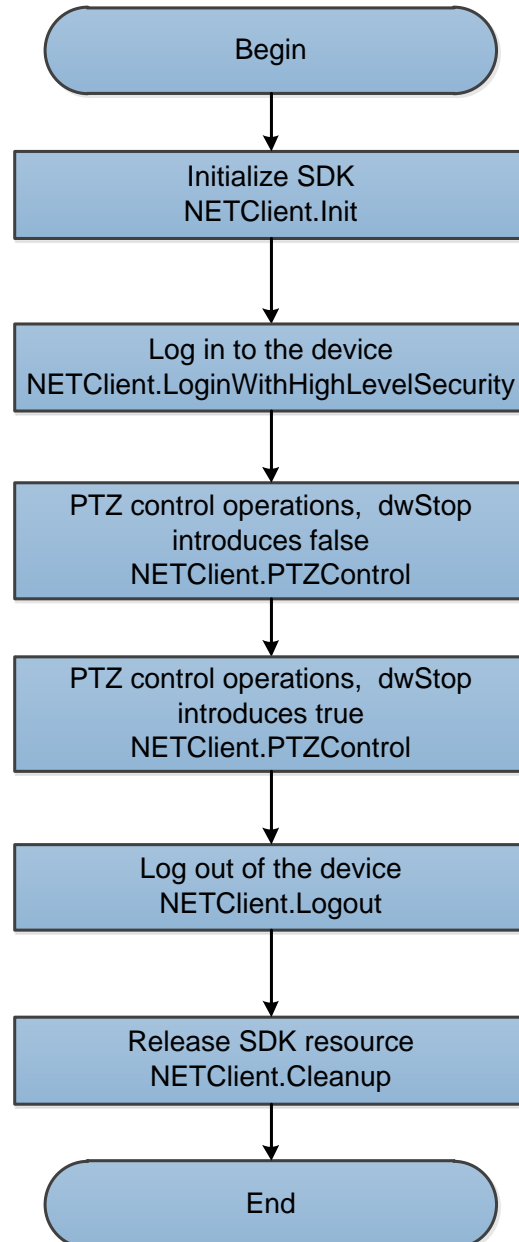 Begin
Initialize SDK
NETClient.Init
Log in to the device
NETClient.LoginWithHighLevelSecurity
PTZ control operations,  dwStop
introduces false
NETClient.PTZControl
PTZ control operations,  dwStop
introduces true
NETClient.PTZControl
Log out of the device
NETClient.Logout
Release SDK resource
NETClient.Cleanup
End